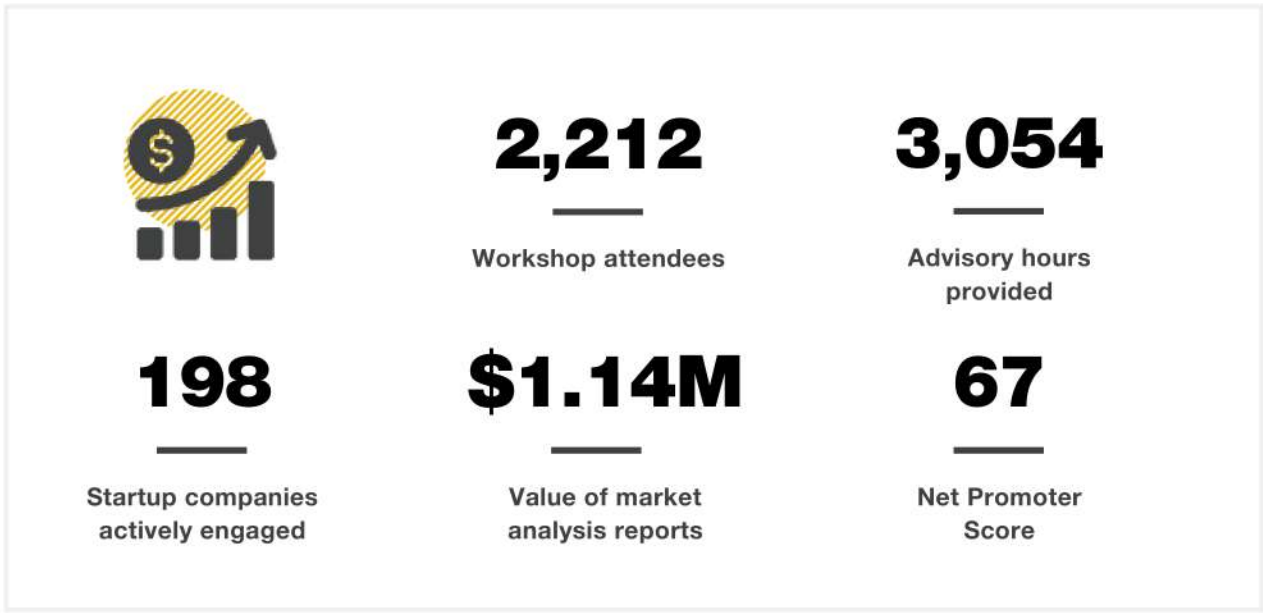 $
2,212
Workshop attendees
3,054
Advisory hours
provided
198
Startup companies
actively engaged
$1.14M
Value of market
analysis reports
67
Net Promoter
Score